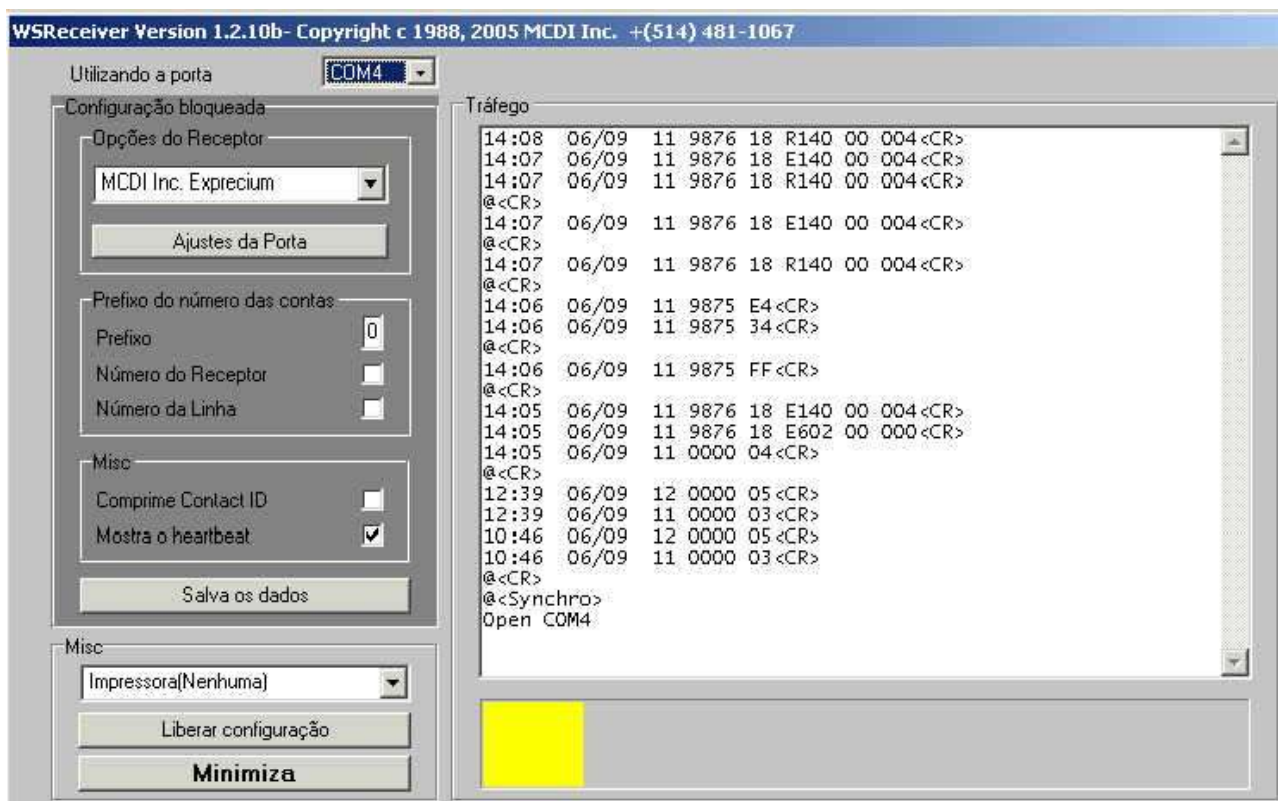 WSReceiver Version 1.2.10b- Copyright c 1988, 2005 MCDI Inc. +(514) 481-1067
Utilizando a porta COM4
Configuração bloqueada
Opções do Receptor
MCDI Inc. Exprecium
Ajustes da Porta
Prefixo do número das contas
Prefixo 0
Número do Receptor
Número da Linha
Misc
Comprime Contact ID
Mostra o heartbeat
Salva os dados
Misc
Impressora(Nenhuma)
Liberar configuração
Minimiza
Tráfego
14:08 06/09 11 9876 18 R140 00 004<CR>
14:07 06/09 11 9876 18 E140 00 004<CR>
14:07 06/09 11 9876 18 R140 00 004<CR>
@<CR>
14:07 06/09 11 9876 18 E140 00 004<CR>
@<CR>
14:07 06/09 11 9876 18 R140 00 004<CR>
@<CR>
14:06 06/09 11 9875 E4<CR>
14:06 06/09 11 9875 34<CR>
@<CR>
14:06 06/09 11 9875 FF<CR>
@<CR>
14:05 06/09 11 9876 18 E140 00 004<CR>
14:05 06/09 11 9876 18 E602 00 000<CR>
14:05 06/09 11 0000 04<CR>
@<CR>
12:39 06/09 12 0000 05<CR>
12:39 06/09 11 0000 03<CR>
10:46 06/09 12 0000 05<CR>
10:46 06/09 11 0000 03<CR>
@<CR>
@<Synchro>
Open COM4